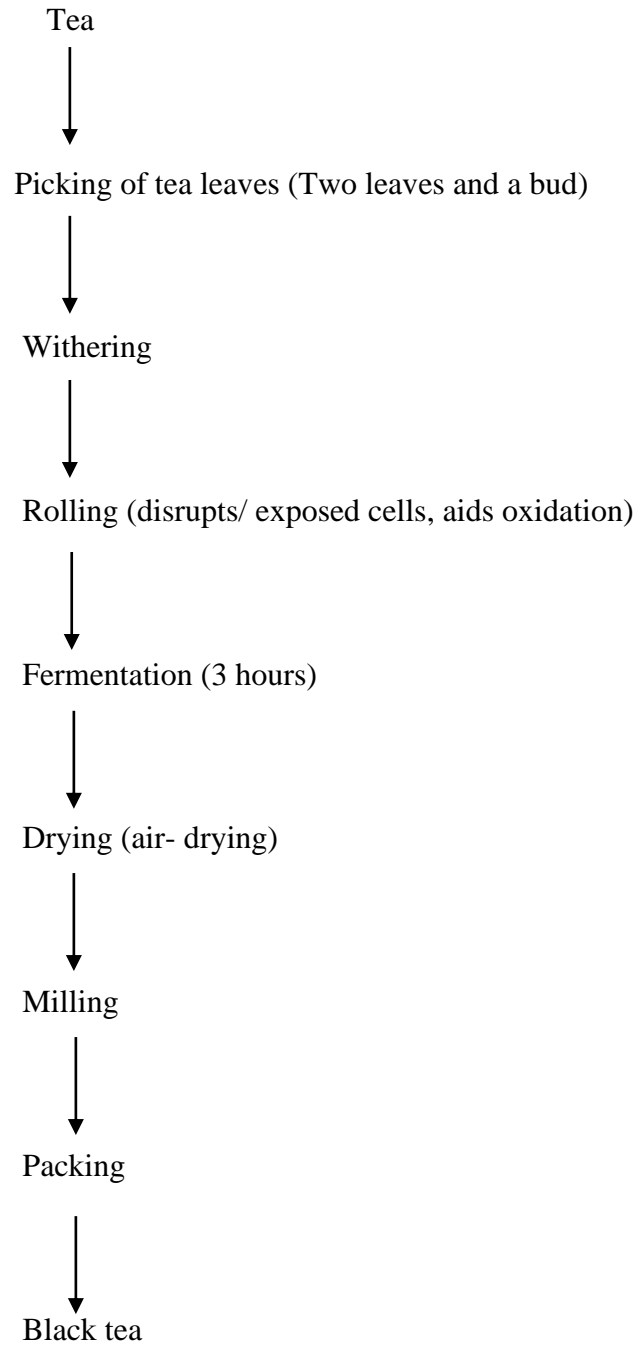 Tea
Picking of tea leaves (Two leaves and a bud)
Withering
Rolling (disrupts/ exposed cells, aids oxidation)
Fermentation (3 hours)
Drying (air- drying)
Milling
Packing
Black tea